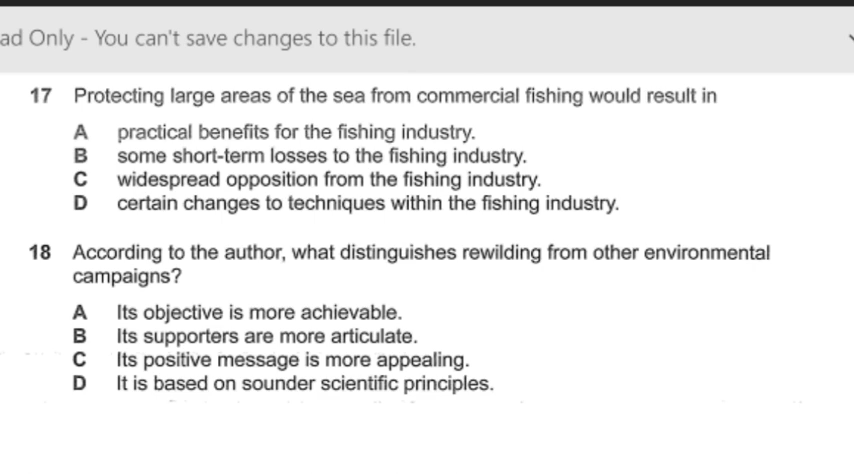 ad Only - You can't save changes to this file.
17 Protecting large areas of the sea from commercial fishing would result in
A practical benefits for the fishing industry.
B some short-term losses to the fishing industry.
C widespread opposition from the fishing industry.
D certain changes to techniques within the fishing industry.
18 According to the author, what distinguishes rewilding from other environmental
campaigns?
A Its objective is more achievable.
B Its supporters are more articulate.
C Its positive message is more appealing.
D It is based on sounder scientific principles.